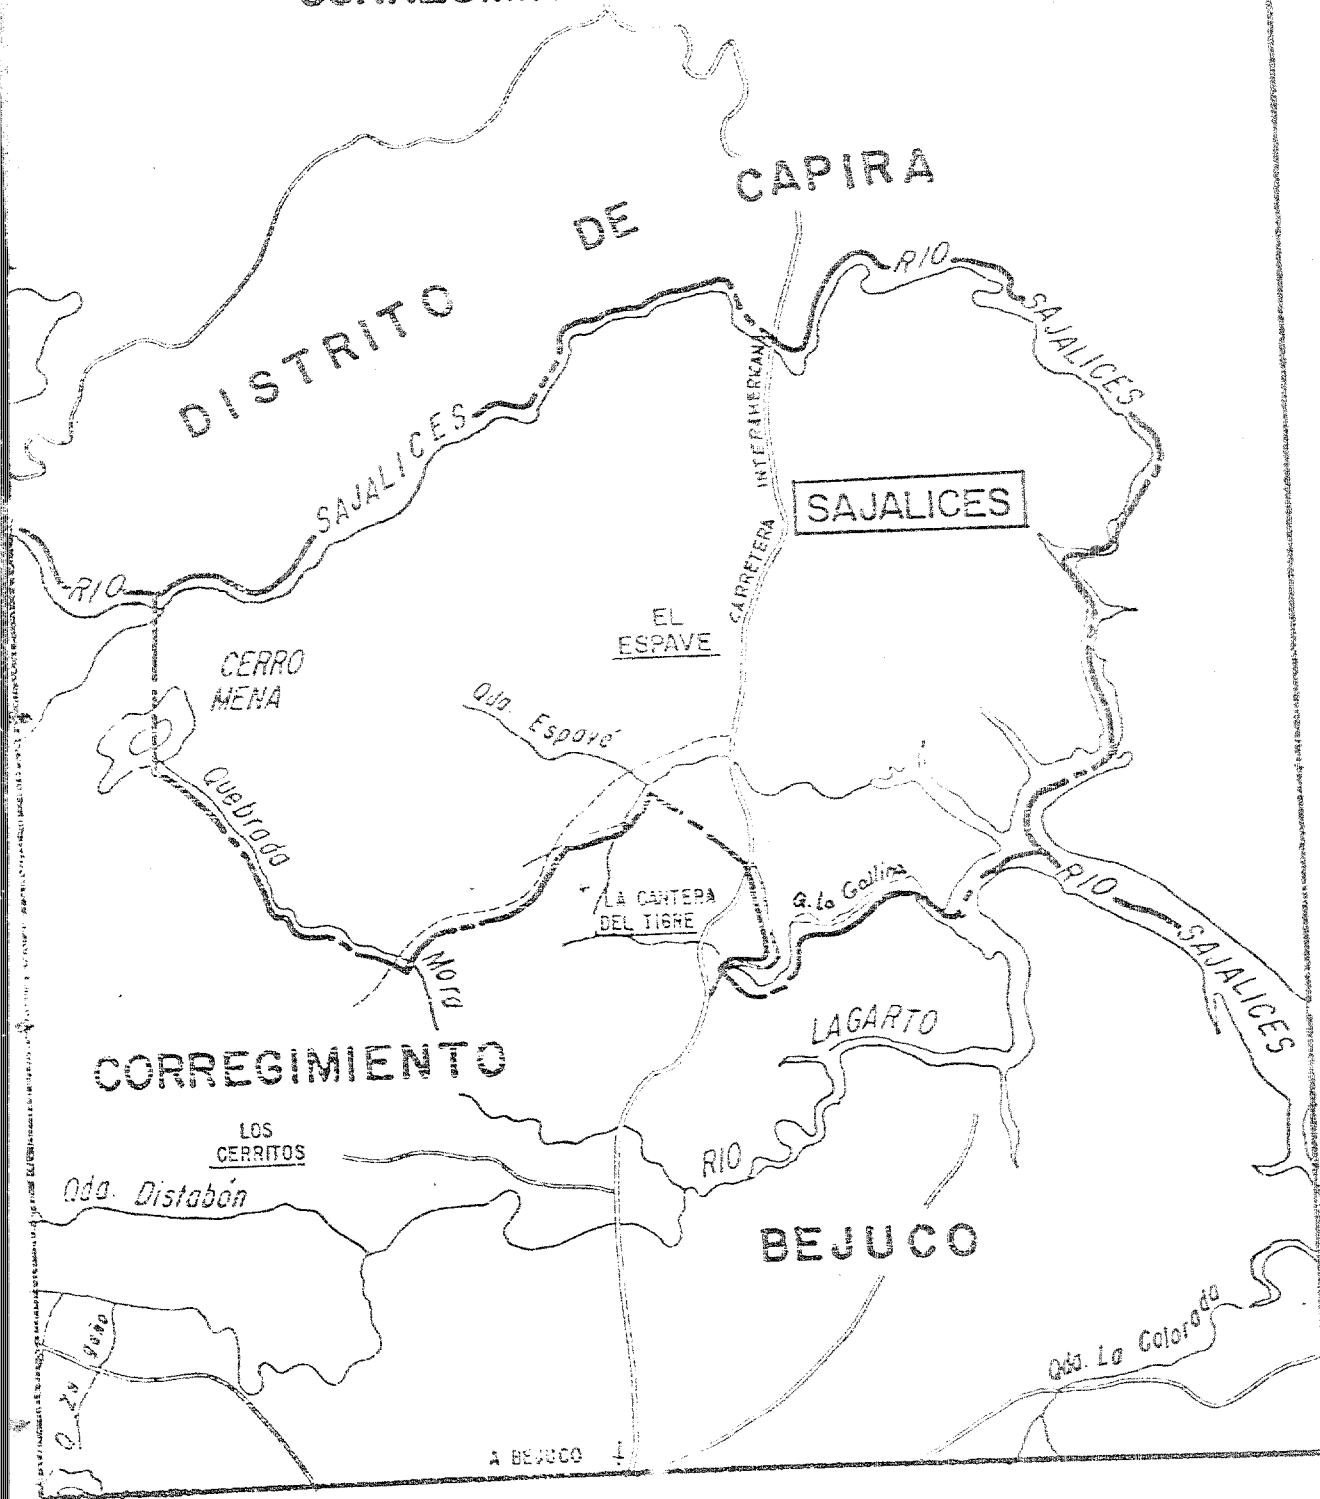 DISTRITO DE CAPIRA
RIO SAJALICES
RIO SAJALICES
CARRETERA INTERAMERICANA
SAJALICES
EL
ESPAVE
CERRO
MENA
Qda. Espavé
Quebrada Mora
LA CANTERA
DEL TIGRE
Q. La Gallina
RIO SAJALICES
CORREGIMIENTO
BEJUCO
RIO LAGARTO
LOS
CERRITOS
Qda. Distabón
Qda. La Colorada
A BEJUCO